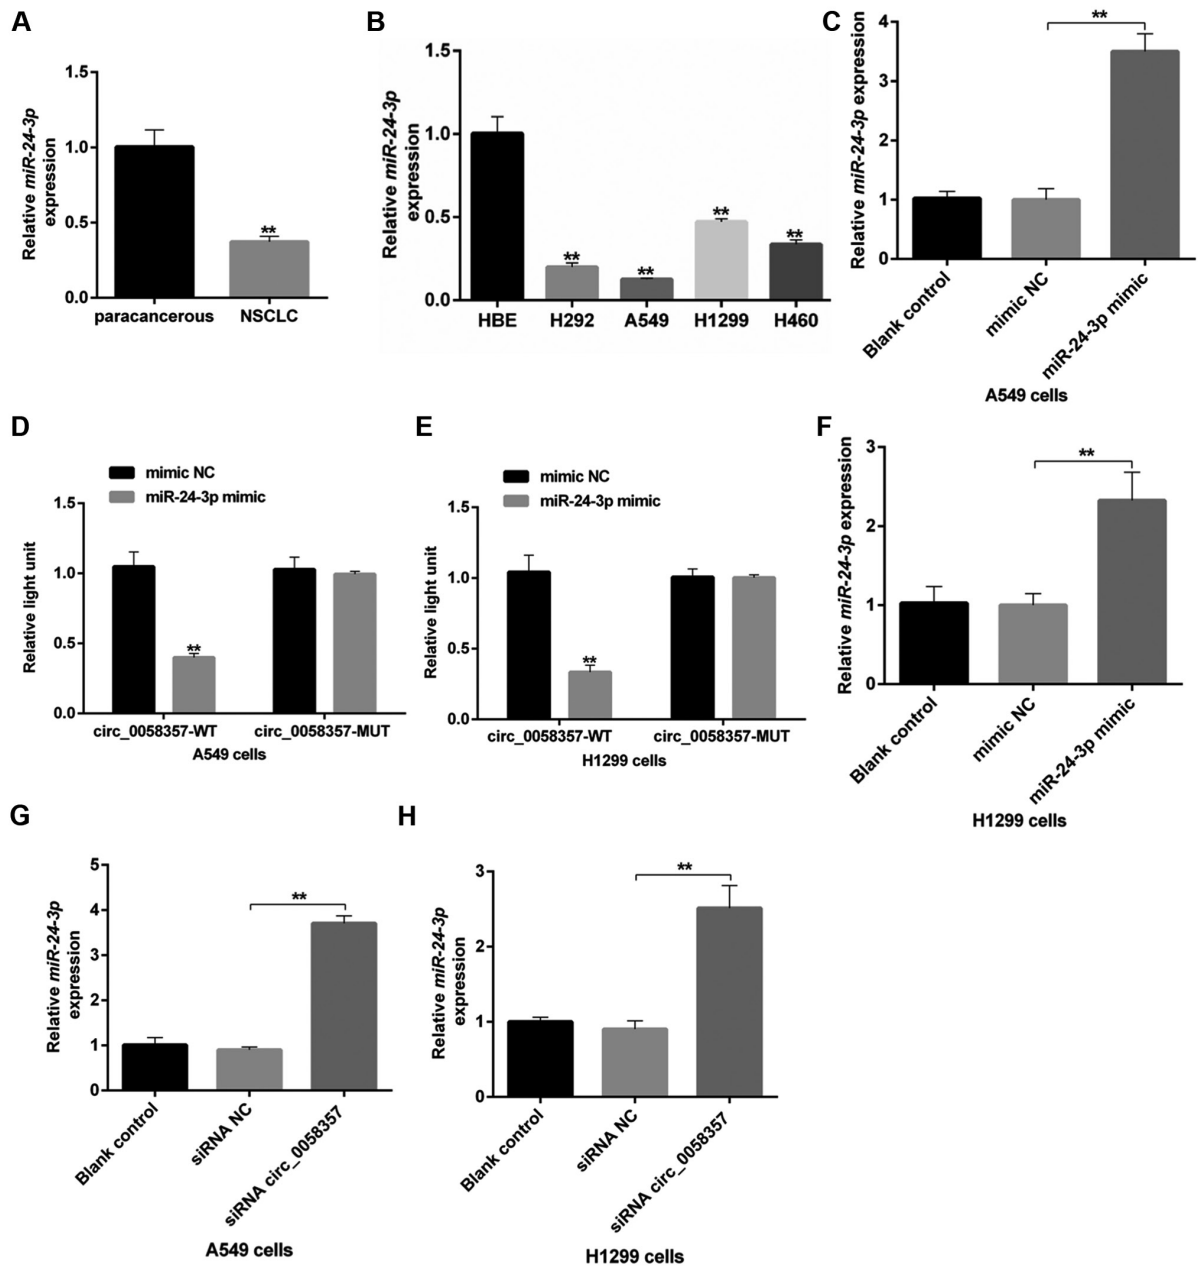 A
Relative miR-24-3p
expression
1.5
1.0
0.5
0.0
**
paracancerous NSCLC
B
Relative miR-24-3p
expression
1.5
1.0
0.5
0.0
** ** ** **
HBE H292 A549 H1299 H460
C
Relative miR-24-3p expression
4
3
2
1
0
**
Blank control
mimic NC
miR-24-3p mimic
A549 cells
D
mimic NC
miR-24-3p mimic
Relative light unit
1.5
1.0
0.5
0.0
**
circ_0058357-WT circ_0058357-MUT
A549 cells
E
mimic NC
miR-24-3p mimic
Relative light unit
1.5
1.0
0.5
0.0
**
circ_0058357-WT circ_0058357-MUT
H1299 cells
F
Relative miR-24-3p expression
3
2
1
0
**
Blank control
mimic NC
miR-24-3p mimic
H1299 cells
G
Relative miR-24-3p
expression
5
4
3
2
1
0
**
Blank control
siRNA NC
siRNA circ_0058357
A549 cells
H
Relative miR-24-3p
expression
3
2
1
0
**
Blank control
siRNA NC
siRNA circ_0058357
H1299 cells